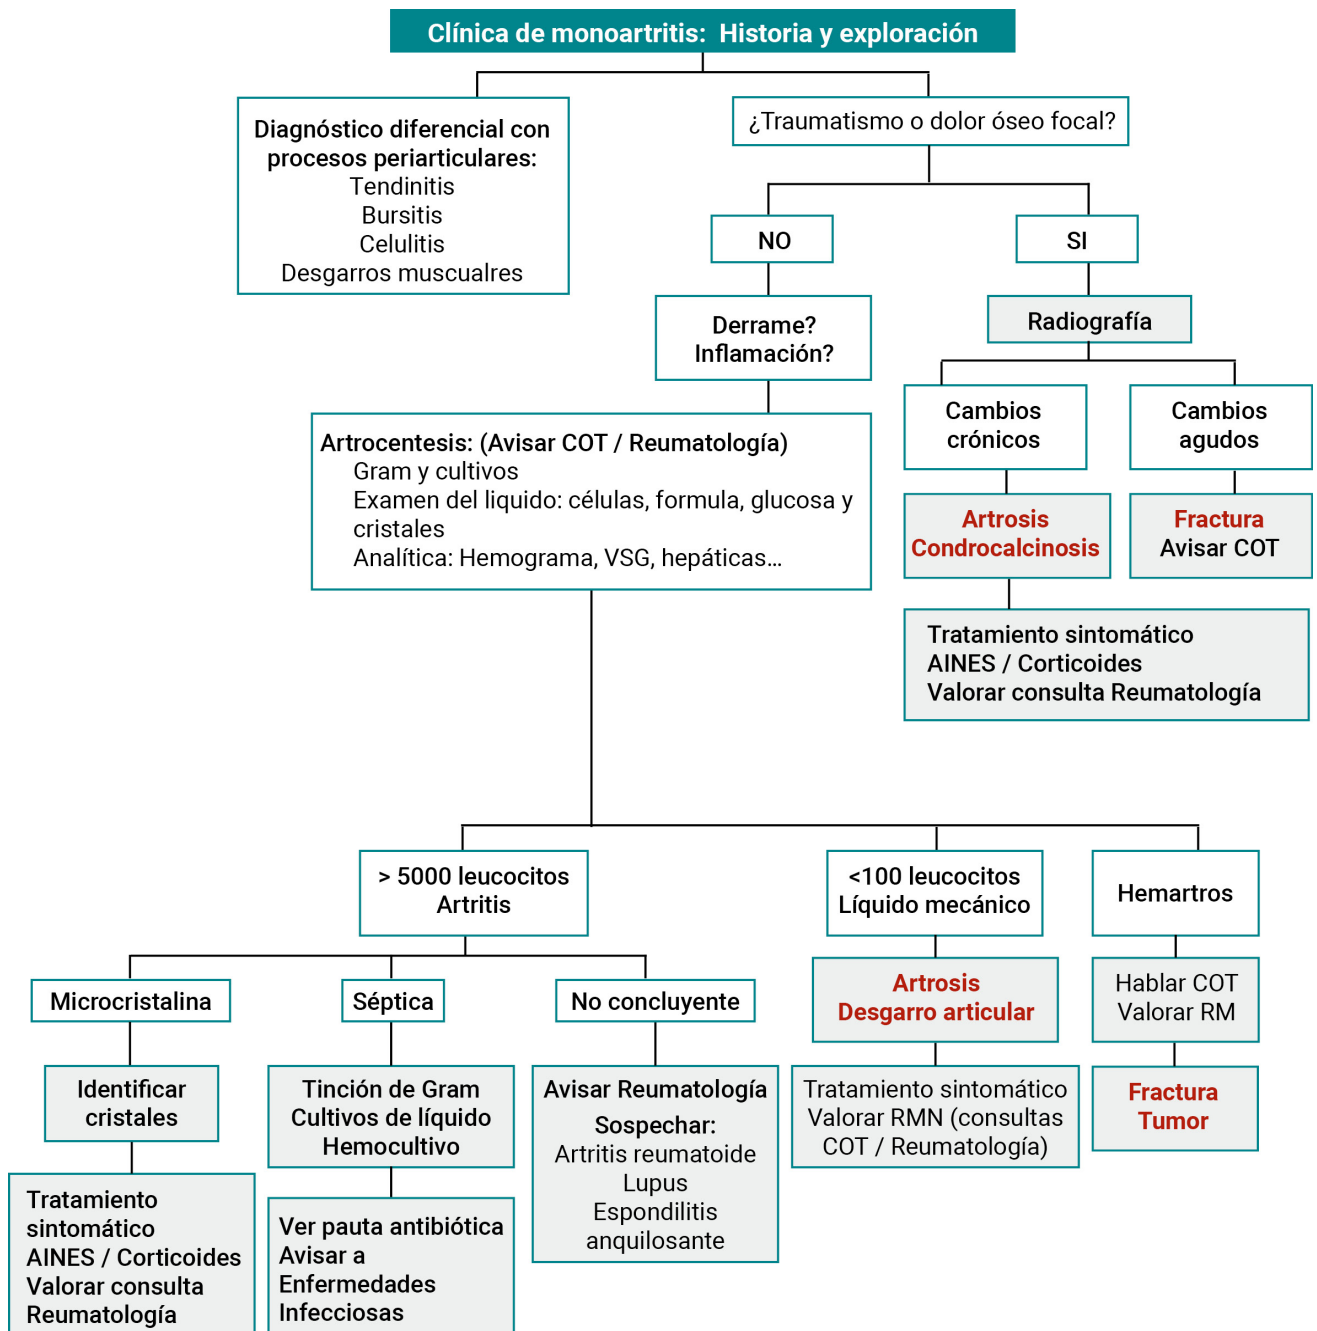 Clínica de monoartritis:  Historia y exploración
Diagnóstico diferencial con
procesos periarticulares:
Tendinitis
Bursitis
Celulitis
Desgarros muscualres
¿Traumatismo o dolor óseo focal?
NO
SI
Derrame?
Inflamación?
Radiografía
Cambios
crónicos
Cambios
agudos
Artrosis
Condrocalcinosis
Fractura
Avisar COT
Tratamiento sintomático
AINES / Corticoides
Valorar consulta Reumatología
Artrocentesis: (Avisar COT / Reumatología)
Gram y cultivos
Examen del liquido: células, formula, glucosa y
cristales
Analítica: Hemograma, VSG, hepáticas...
> 5000 leucocitos
Artritis
<100 leucocitos
Líquido mecánico
Hemartros
Microcristalina
Séptica
No concluyente
Artrosis
Desgarro articular
Hablar COT
Valorar RM
Identificar
cristales
Tinción de Gram
Cultivos de líquido
Hemocultivo
Avisar Reumatología
Sospechar:
Artritis reumatoide
Lupus
Espondilitis
anquilosante
Tratamiento sintomático
Valorar RMN (consultas
COT / Reumatología)
Fractura
Tumor
Tratamiento
sintomático
AINES / Corticoides
Valorar consulta
Reumatología
Ver pauta antibiótica
Avisar a
Enfermedades
Infecciosas